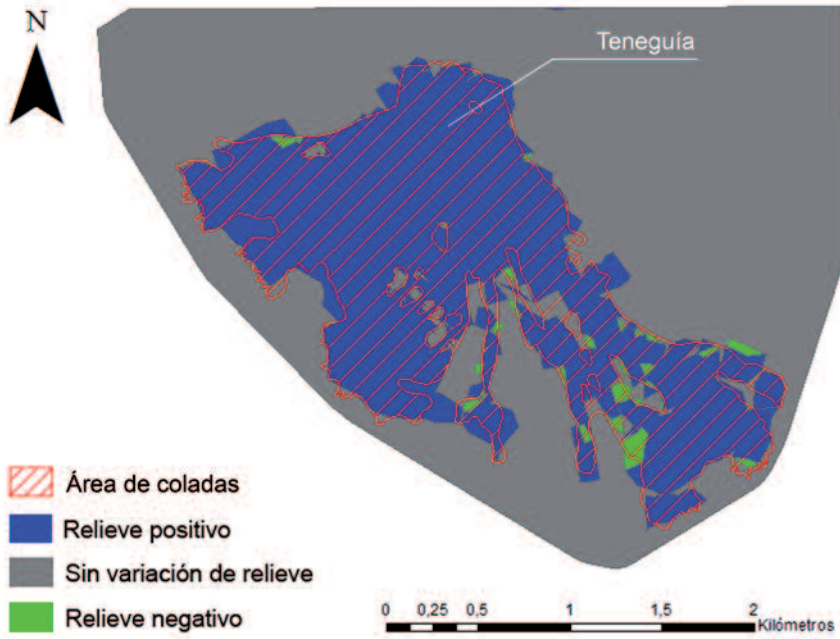 N
Teneguía
Área de coladas
Relieve positivo
Sin variación de relieve
Relieve negativo
0 0,25 0,5 1 1,5 2
Kilómetros